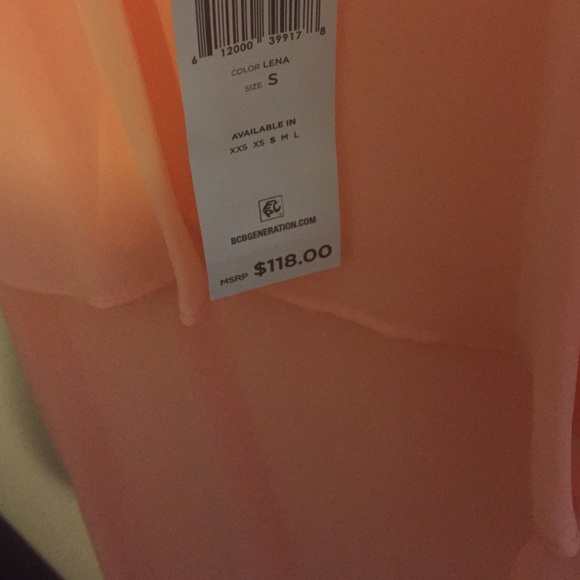 6 12000 39917 8
COLOR LENA
SIZE S
AVAILABLE IN
XXS XS S M L
BCBGENERATION.COM
MSRP $118.00